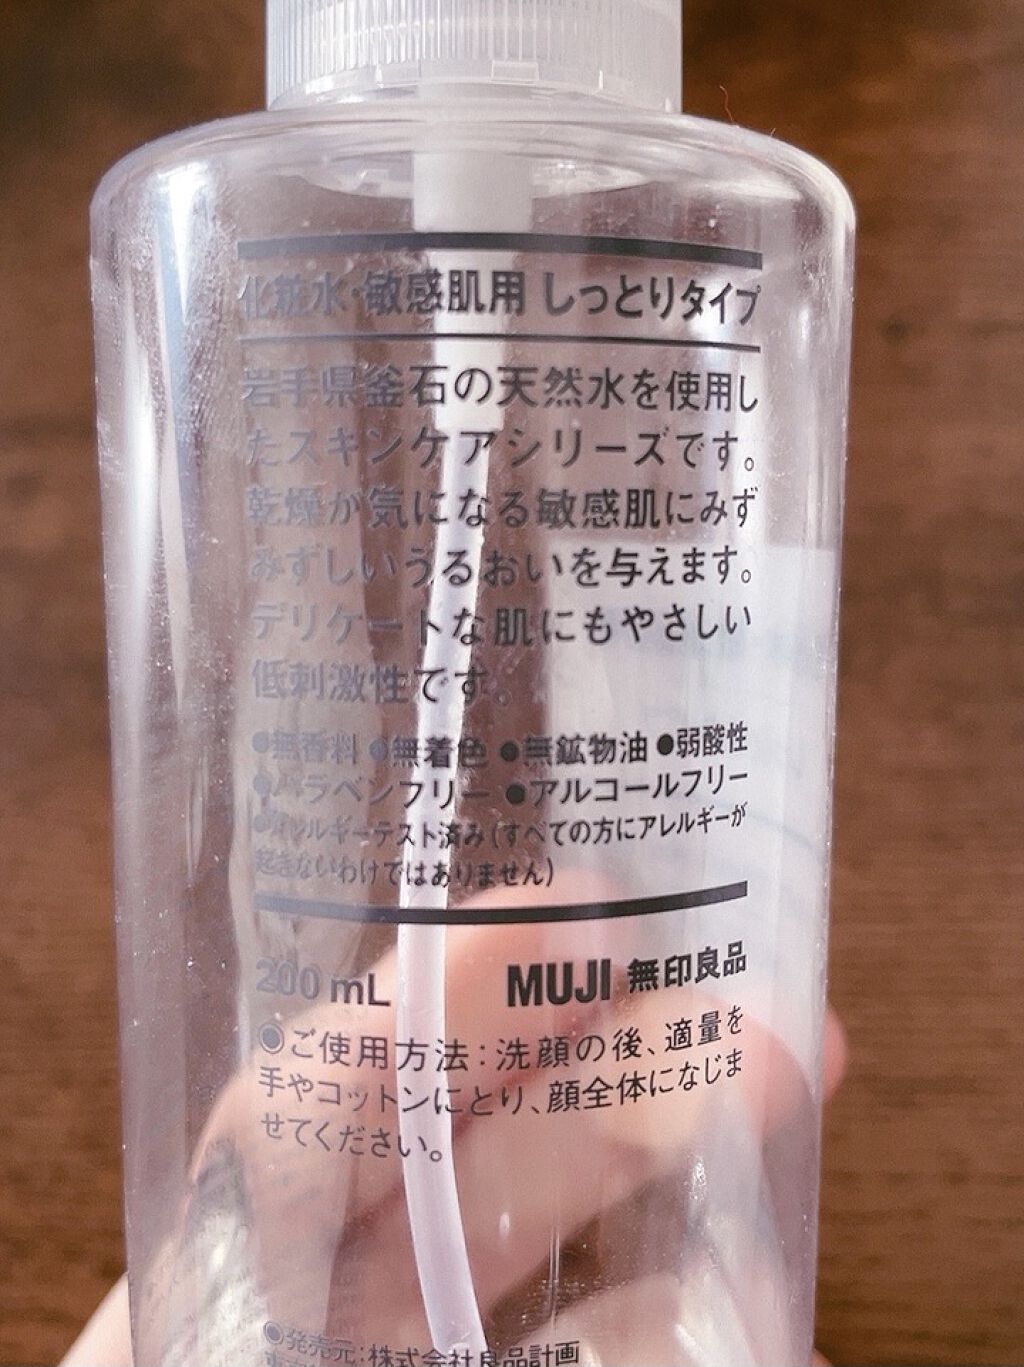 化粧水・敏感肌用 しっとりタイプ
岩手県釜石の天然水を使用し
たスキンケアシリーズです。
乾燥が気になる敏感肌にみず
みずしいうるおいを与えます。
デリケートな肌にもやさしい
低刺激性です。
●無香料 ●無着色 ●無鉱物油 ●弱酸性
●パラベンフリー ●アルコールフリー
●アレルギーテスト済み(すべての方にアレルギーが
起きないわけではありません)
200 mL MUJI 無印良品
◉ご使用方法:洗顔の後、適量を
手やコットンにとり、顔全体になじま
せてください。
◉発売元:株式会社良品計画